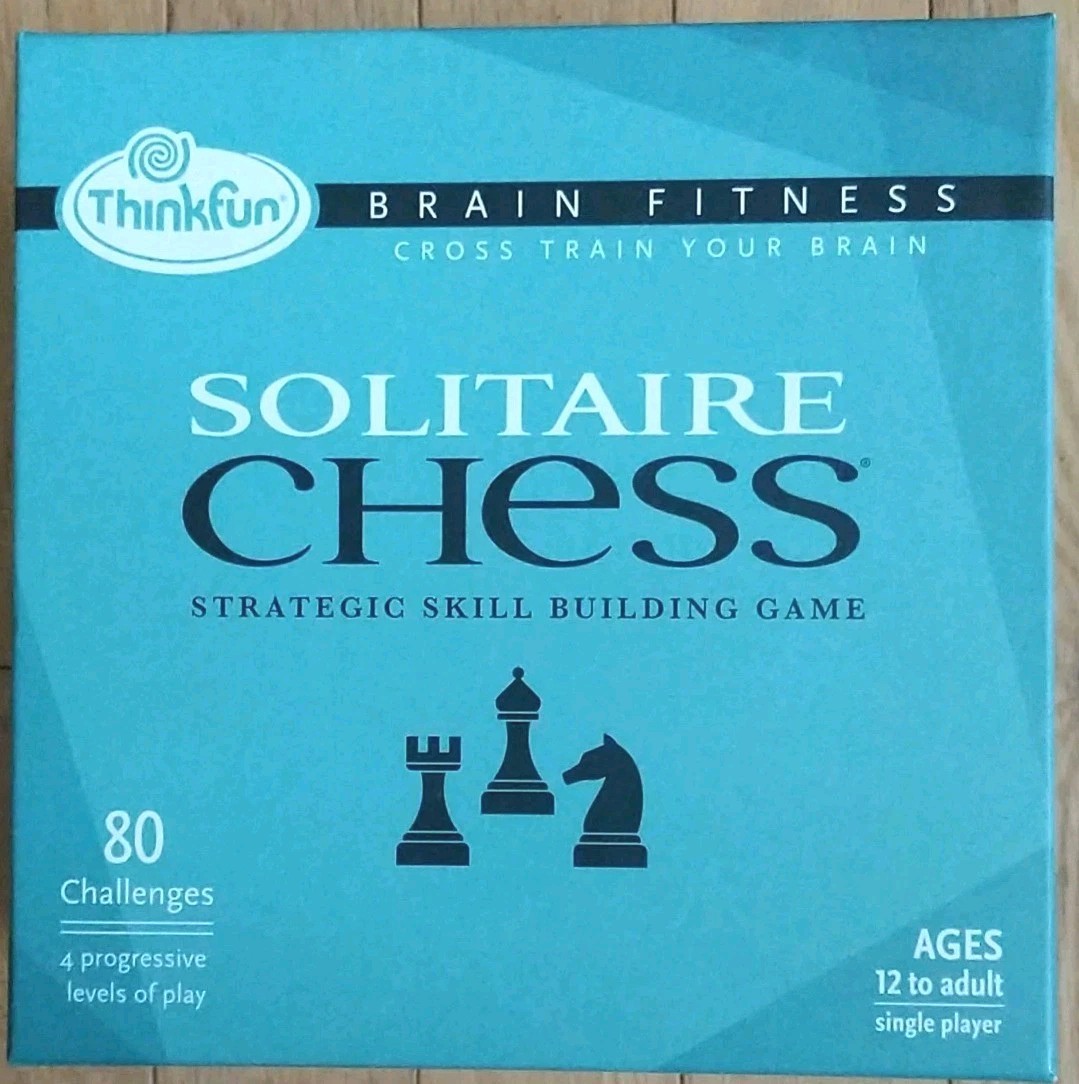 Thinkfun®
BRAIN FITNESS
CROSS TRAIN YOUR BRAIN
SOLITAIRE
CHeSS®
STRATEGIC SKILL BUILDING GAME
80
Challenges
4 progressive
levels of play
AGES
12 to adult
single player